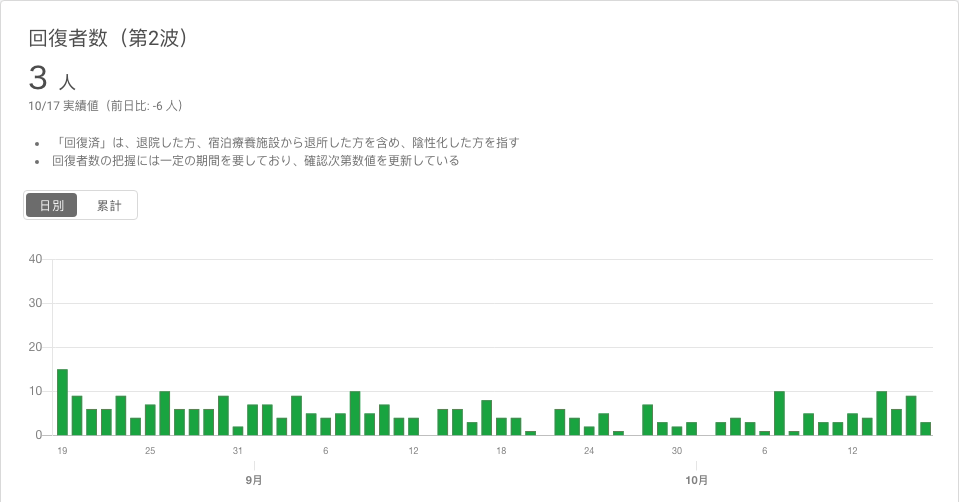 回復者数（第2波）
3 人
10/17 実績値（前日比: -6 人）
「回復済」は、退院した方、宿泊療養施設から退所した方を含め、陰性化した方を指す
回復者数の把握には一定の期間を要しており、確認次第数値を更新している
日別 累計
40
30
20
10
0
19 25 31 6 12 18 24 30 6 12
9月 10月